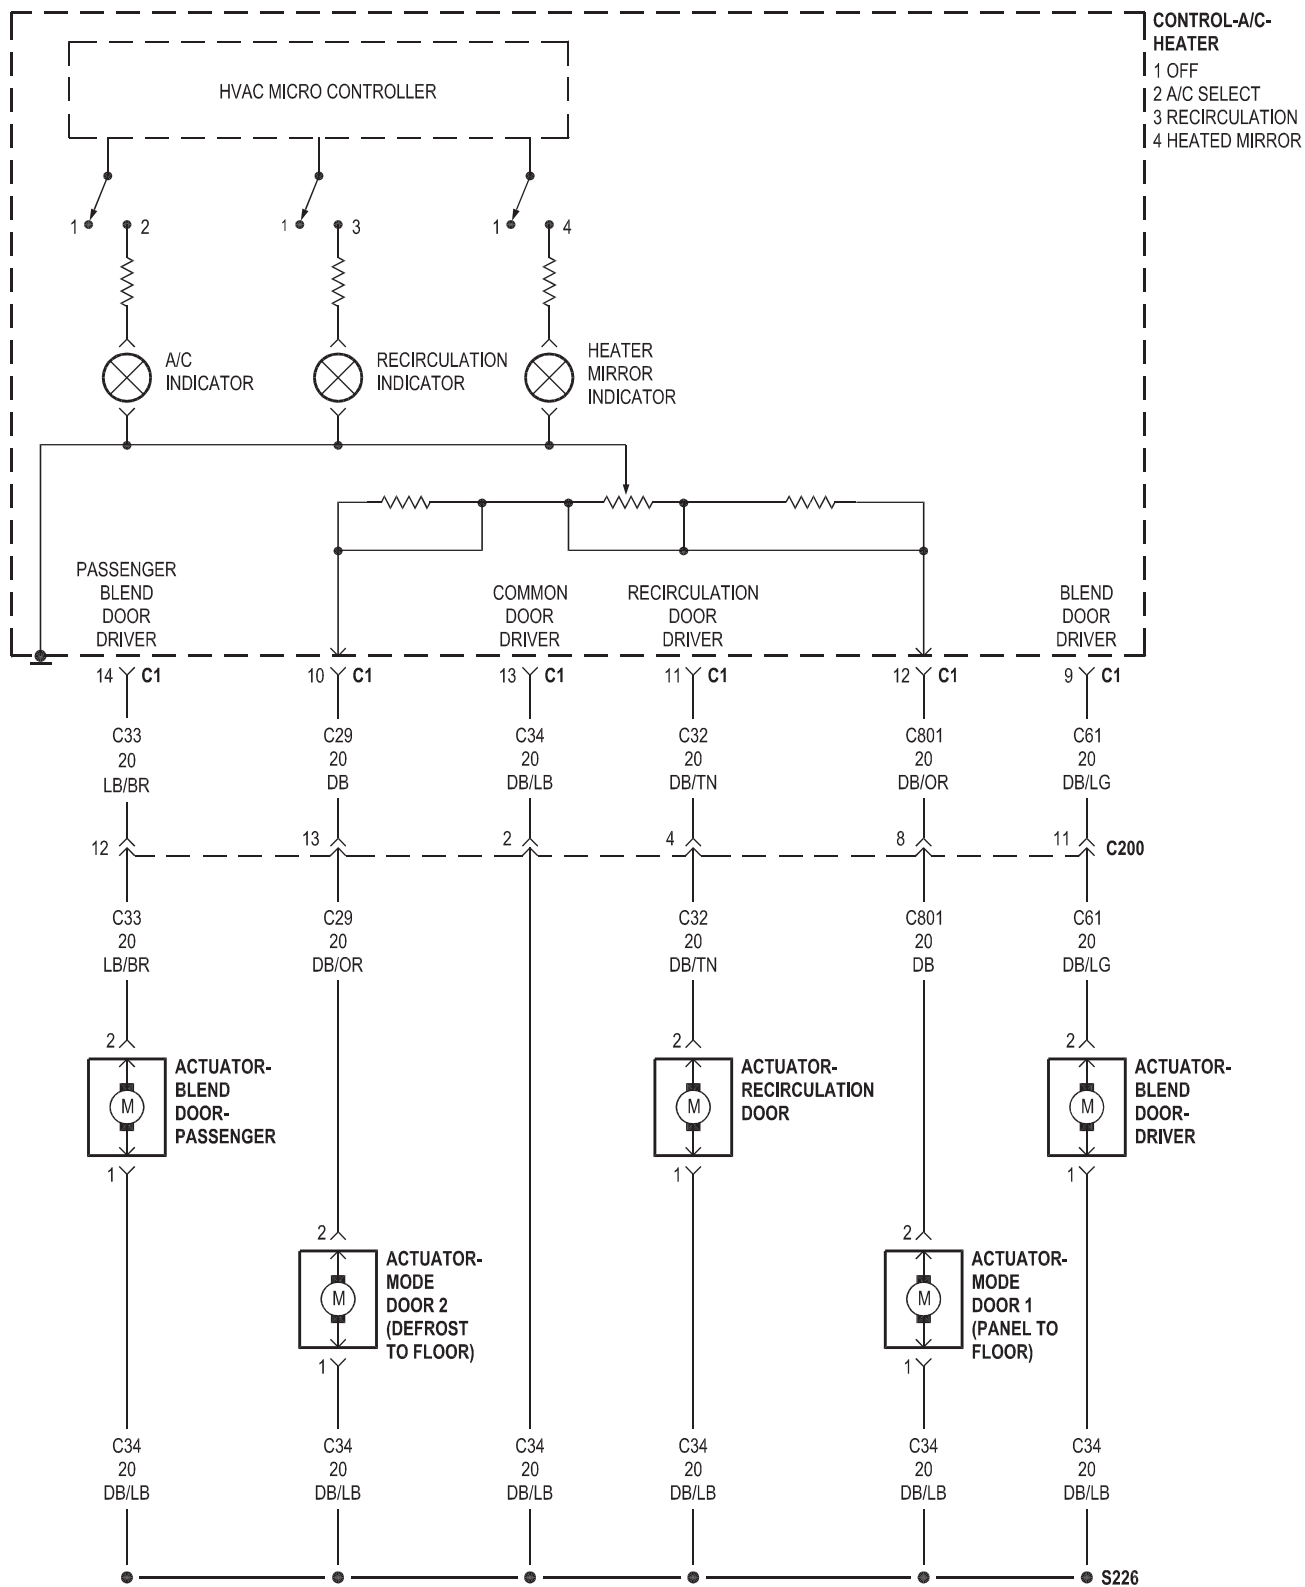 CONTROL-A/C-
HEATER
1 OFF
2 A/C SELECT
3 RECIRCULATION
4 HEATED MIRROR
HVAC MICRO CONTROLLER
1 2 1 3 1 4
A/C
INDICATOR
RECIRCULATION
INDICATOR
HEATER
MIRROR
INDICATOR
PASSENGER
BLEND
DOOR
DRIVER
COMMON
DOOR
DRIVER
RECIRCULATION
DOOR
DRIVER
BLEND
DOOR
DRIVER
14 C1 10 C1 13 C1 11 C1 12 C1 9 C1
C33 C29 C34 C32 C801 C61
20 20 20 20 20 20
LB/BR DB DB/LB DB/TN DB/OR DB/LG
12 13 2 4 8 11 C200
C33 C29 C32 C801 C61
20 20 20 20 20
LB/BR DB/OR DB/TN DB DB/LG
2 2 2
M
ACTUATOR-
BLEND
DOOR-
PASSENGER
M
ACTUATOR-
RECIRCULATION
DOOR
M
ACTUATOR-
BLEND
DOOR-
DRIVER
1 1 1
2 2
M
ACTUATOR-
MODE
DOOR 2
(DEFROST
TO FLOOR)
M
ACTUATOR-
MODE
DOOR 1
(PANEL TO
FLOOR)
1 1
C34 C34 C34 C34 C34 C34
20 20 20 20 20 20
DB/LB DB/LB DB/LB DB/LB DB/LB DB/LB
S226